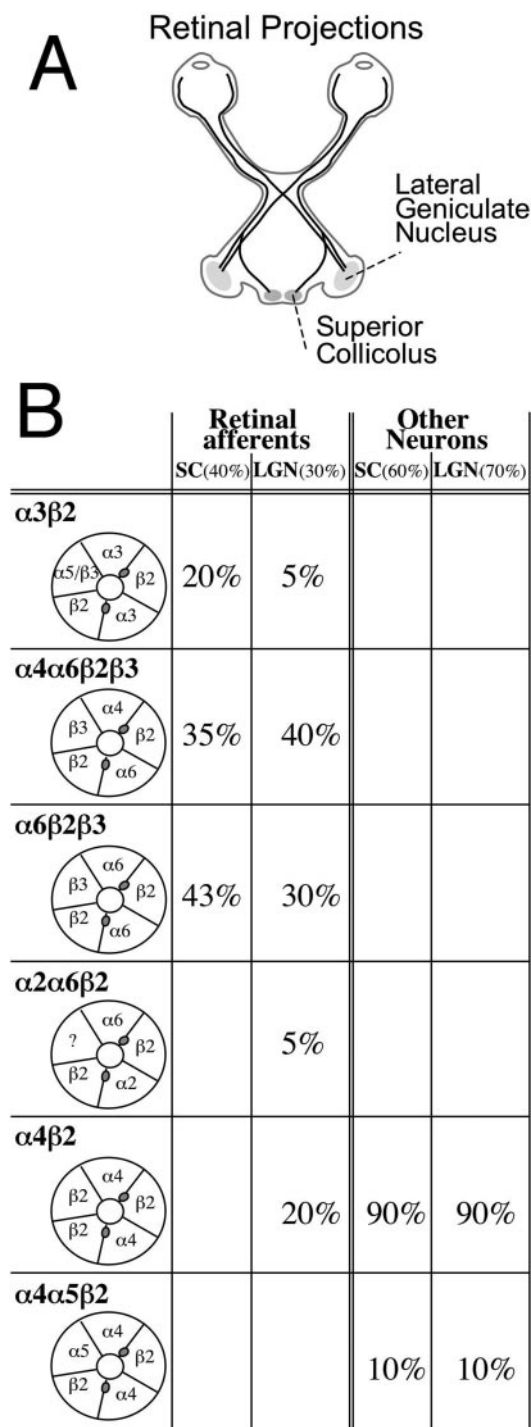 A
Retinal Projections
Lateral
Geniculate
Nucleus
Superior
Collicolus
B
Retinal
afferents
Other
Neurons
SC(40%) LGN(30%) SC(60%) LGN(70%)
α3β2
α3
α5/β3
β2
β2
α3
20% 5%
α4α6β2β3
α4
β3
β2
β2
α6
35% 40%
α6β2β3
α6
β3
β2
β2
α6
43% 30%
α2α6β2
α6
?
β2
β2
α2
5%
α4β2
α4
β2
β2
β2
α4
20% 90% 90%
α4α5β2
α4
α5
β2
β2
α4
10% 10%